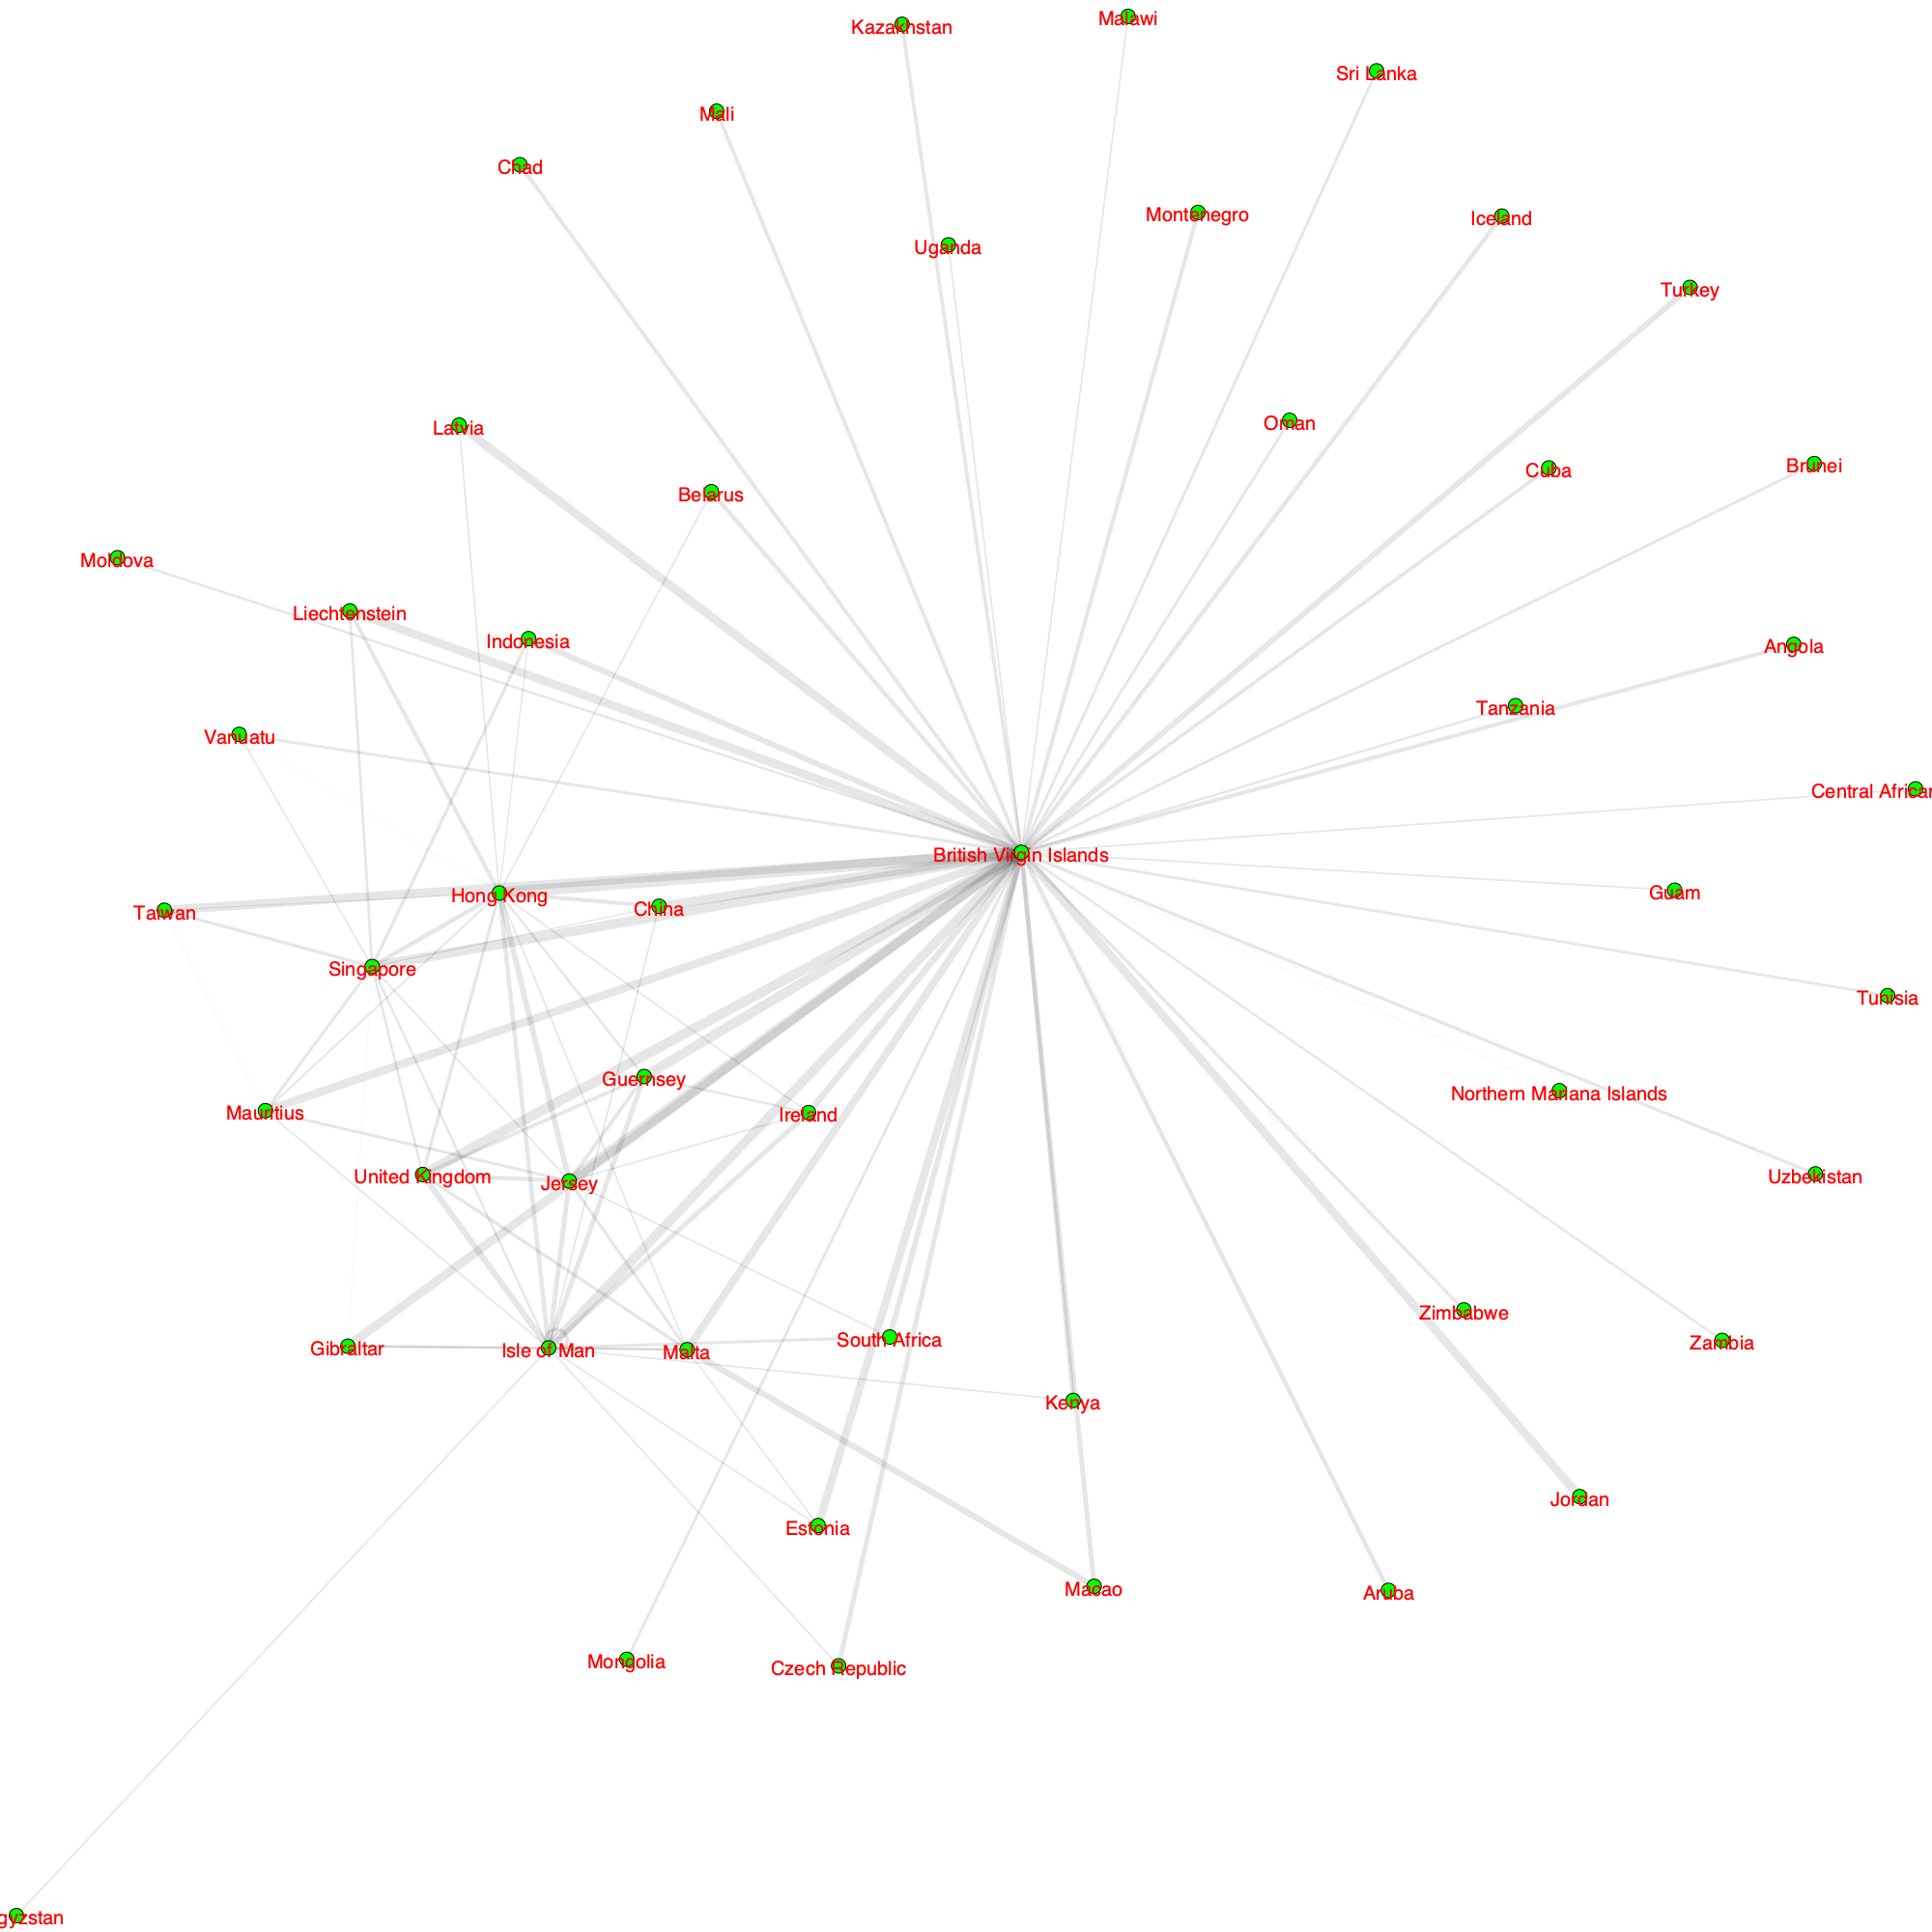 Malawi
Kazakhstan
Sri Lanka
Mali
Chad
Montenegro
Iceland
Uganda
Turkey
Oman
Latvia
Brunei
Cuba
Belarus
Moldova
Liechtenstein
Indonesia
Angola
Tanzania
Vanuatu
Central African
British Virgin Islands
Guam
Hong Kong
China
Taiwan
Singapore
Tunisia
Guernsey
Northern Mariana Islands
Mauritius
Ireland
United Kingdom
Uzbekistan
Jersey
Zimbabwe
South Africa
Zambia
Gibraltar
Isle of Man
Malta
Kenya
Jordan
Estonia
Macao
Aruba
Mongolia
Czech Republic
gyzstan